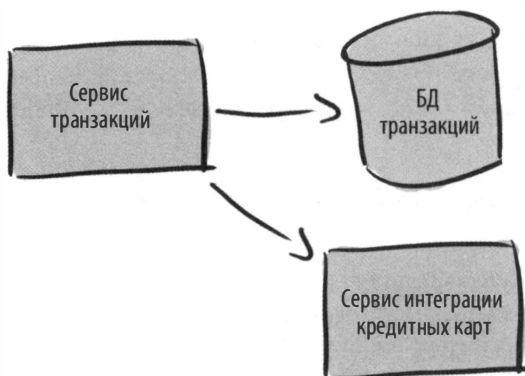 Сервис
транзакций
БД
транзакций
Сервис интеграции
кредитных карт